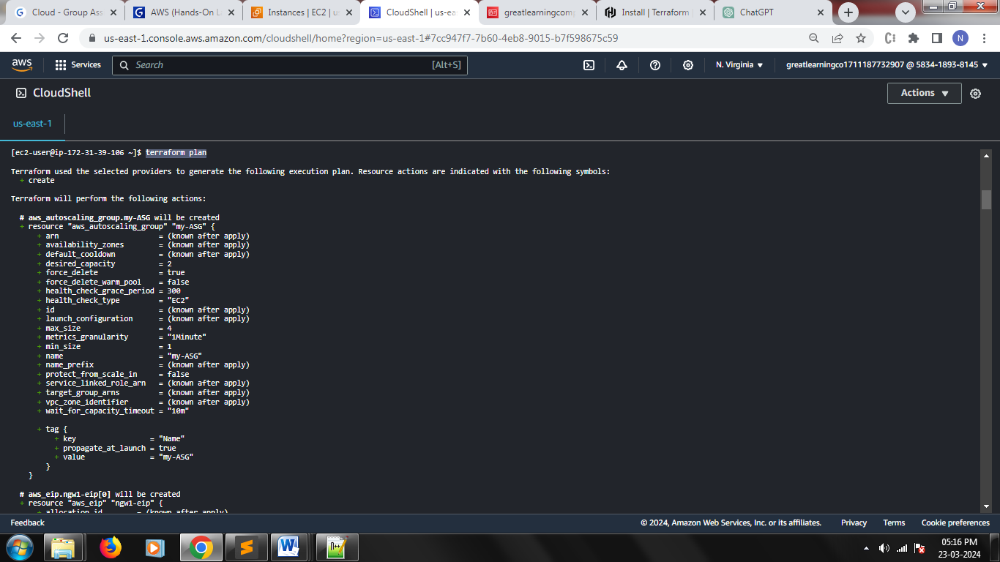 Cloud - Group Ass
AWS (Hands-On L
Instances | EC2 | us
CloudShell | us-eas
greatlearningcomp
Install | Terraform
ChatGPT
us-east-1.console.aws.amazon.com/cloudshell/home?region=us-east-1#7cc947f7-7b60-4eb8-9015-b7f598675c59
N
aws
Services
Search
[Alt+S]
N. Virginia
greatlearningco1711187732907 @ 5834-1893-8145
CloudShell
Actions
us-east-1
[ec2-user@ip-172-31-39-106 ~]$ terraform plan
Terraform used the selected providers to generate the following execution plan. Resource actions are indicated with the following symbols:
+ create
Terraform will perform the following actions:
# aws_autoscaling_group.my-ASG will be created
+ resource "aws_autoscaling_group" "my-ASG" {
+ arn = (known after apply)
+ availability_zones = (known after apply)
+ default_cooldown = (known after apply)
+ desired_capacity = 2
+ force_delete = true
+ force_delete_warm_pool = false
+ health_check_grace_period = 300
+ health_check_type = "EC2"
+ id = (known after apply)
+ launch_configuration = (known after apply)
+ max_size = 4
+ metrics_granularity = "1Minute"
+ min_size = 1
+ name = "my-ASG"
+ name_prefix = (known after apply)
+ protect_from_scale_in = false
+ service_linked_role_arn = (known after apply)
+ target_group_arns = (known after apply)
+ vpc_zone_identifier = (known after apply)
+ wait_for_capacity_timeout = "10m"
+ tag {
+ key = "Name"
+ propagate_at_launch = true
+ value = "my-ASG"
}
}
# aws_eip.ngw1-eip[0] will be created
+ resource "aws_eip" "ngw1-eip" {
+ allocation_id = (known after apply)
Feedback
© 2024, Amazon Web Services, Inc. or its affiliates.
Privacy
Terms
Cookie preferences
05:16 PM
23-03-2024